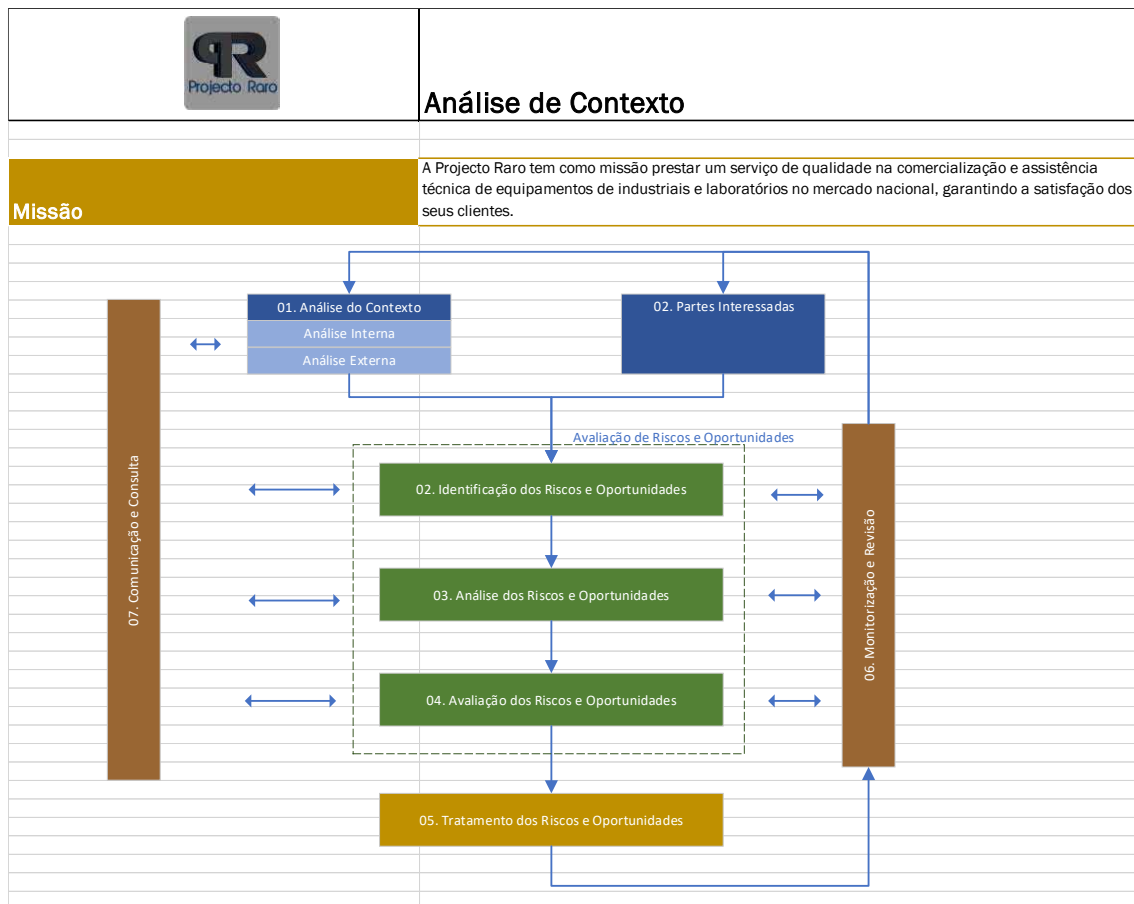 PR
Projecto Raro
Análise de Contexto
Missão
A Projecto Raro tem como missão prestar um serviço de qualidade na comercialização e assistência
técnica de equipamentos de industriais e laboratórios no mercado nacional, garantindo a satisfação dos
seus clientes.
01. Análise do Contexto
Análise Interna
Análise Externa
02. Partes Interessadas
Avaliação de Riscos e Oportunidades
02. Identificação dos Riscos e Oportunidades
03. Análise dos Riscos e Oportunidades
04. Avaliação dos Riscos e Oportunidades
05. Tratamento dos Riscos e Oportunidades
06. Monitorização e Revisão
07. Comunicação e Consulta